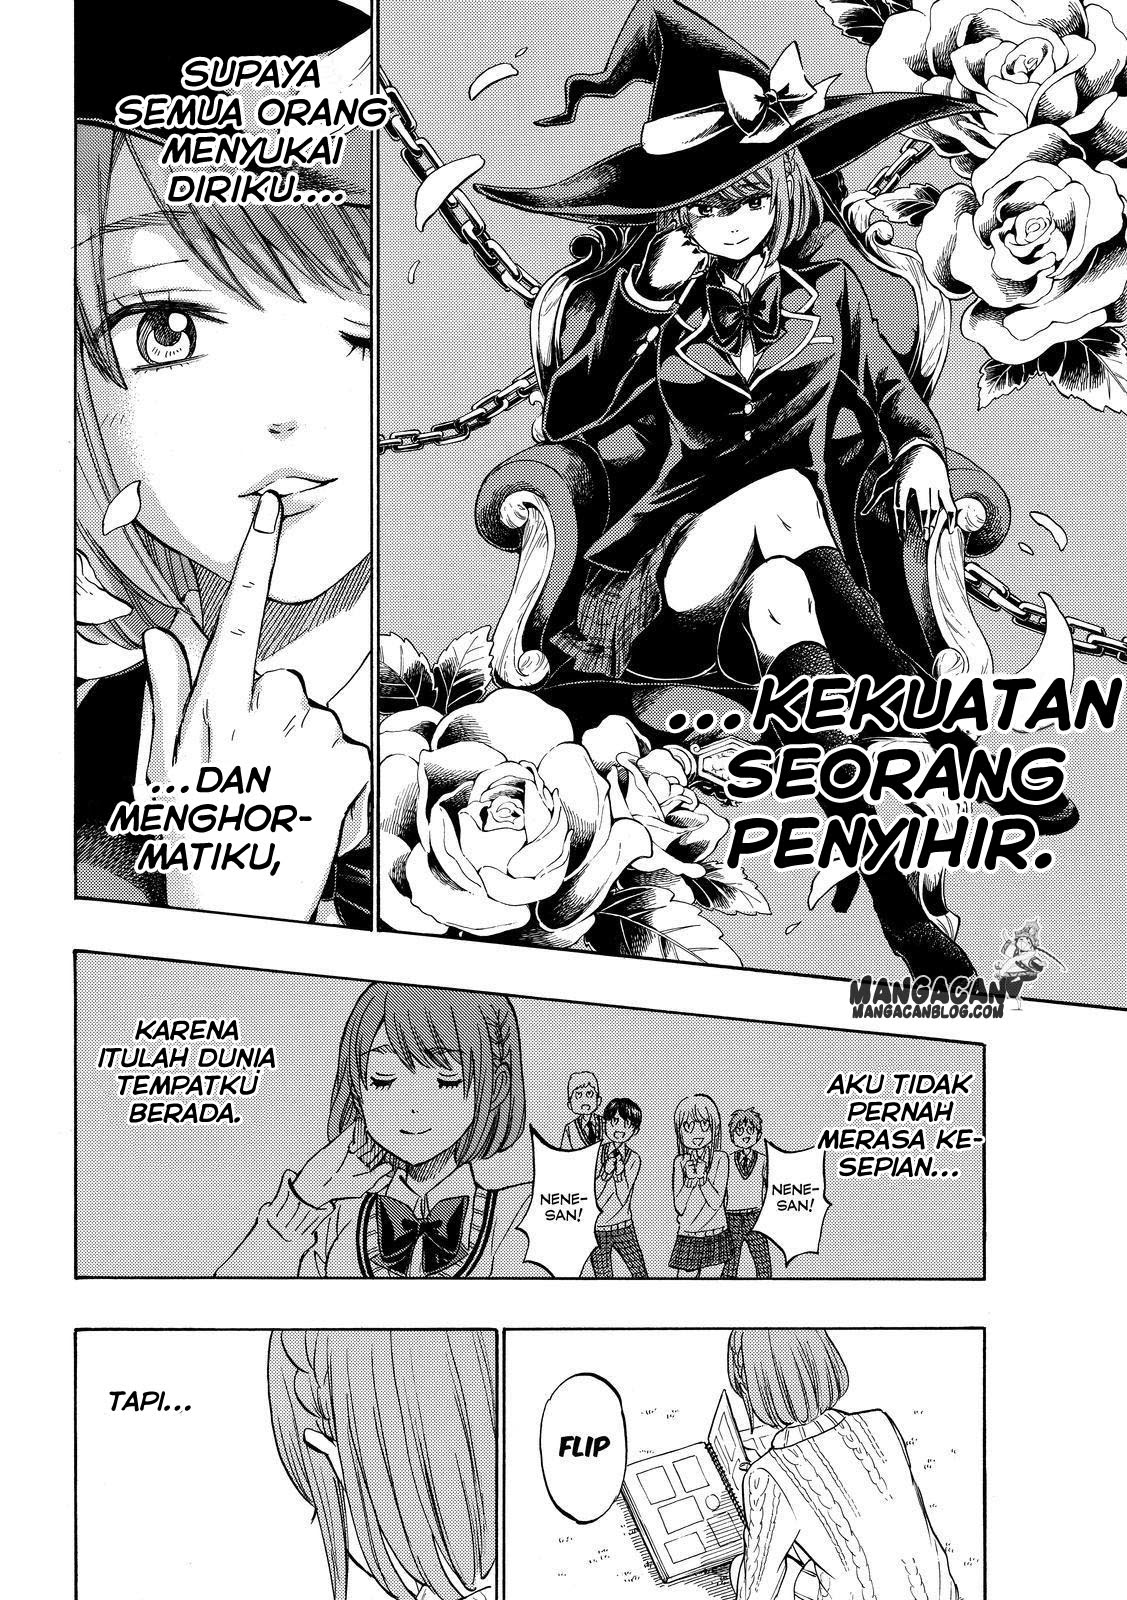 ...KEKUATAN
SEORANG
PENYIHIR.
SUPAYA
SEMUA ORANG
MENYUKAI
DIRIKU....
...DAN
MENGHOR-
MATIKU,
MANGACAN
MANGACANBLOG.COM
AKU TIDAK
PERNAH
MERASA KE-
SEPIAN...
NENE-
SAN!
NENE-
SAN!
KARENA
ITULAH DUNIA
TEMPATKU
BERADA.
FLIP
TAPI...